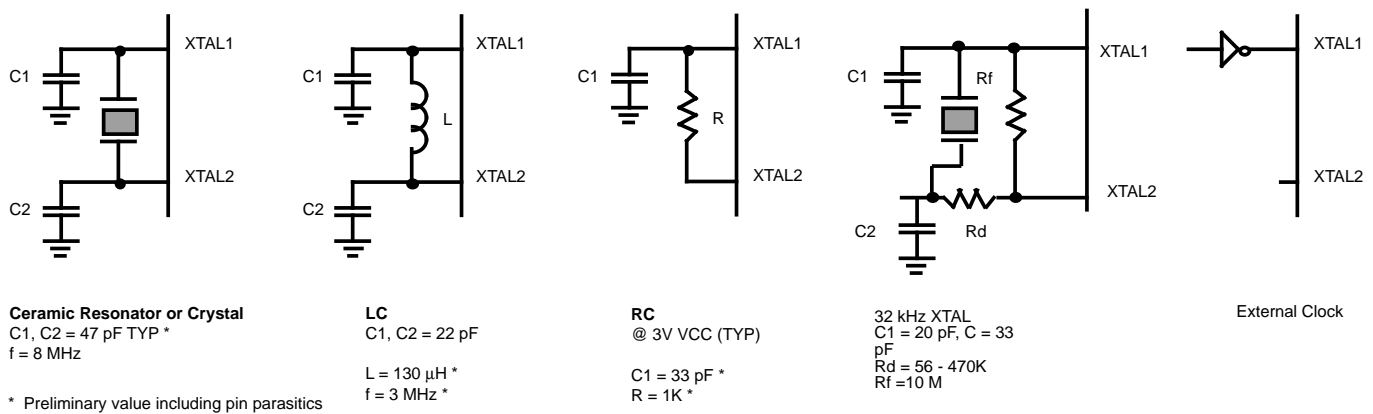 XTAL1
C1
XTAL2
C2
XTAL1
C1
L
XTAL2
C2
XTAL1
C1
R
XTAL2
XTAL1
C1
Rf
XTAL2
C2
Rd
XTAL1
XTAL2
Ceramic Resonator or Crystal
C1, C2 = 47 pF TYP *
f = 8 MHz
* Preliminary value including pin parasitics
LC
C1, C2 = 22 pF
L = 130 μH *
f = 3 MHz *
RC
@ 3V VCC (TYP)
C1 = 33 pF *
R = 1K *
32 kHz XTAL
C1 = 20 pF, C = 33
pF
Rd = 56 - 470K
Rf =10 M
External Clock